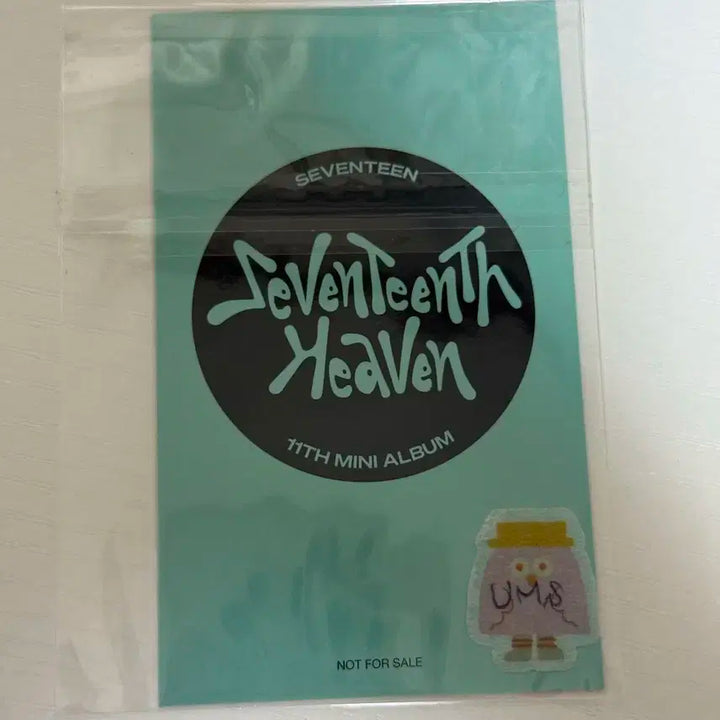 SEVENTEEN
SEVENTEENTH
HEAVEN
11TH MINI ALBUM
UMS
NOT FOR SALE